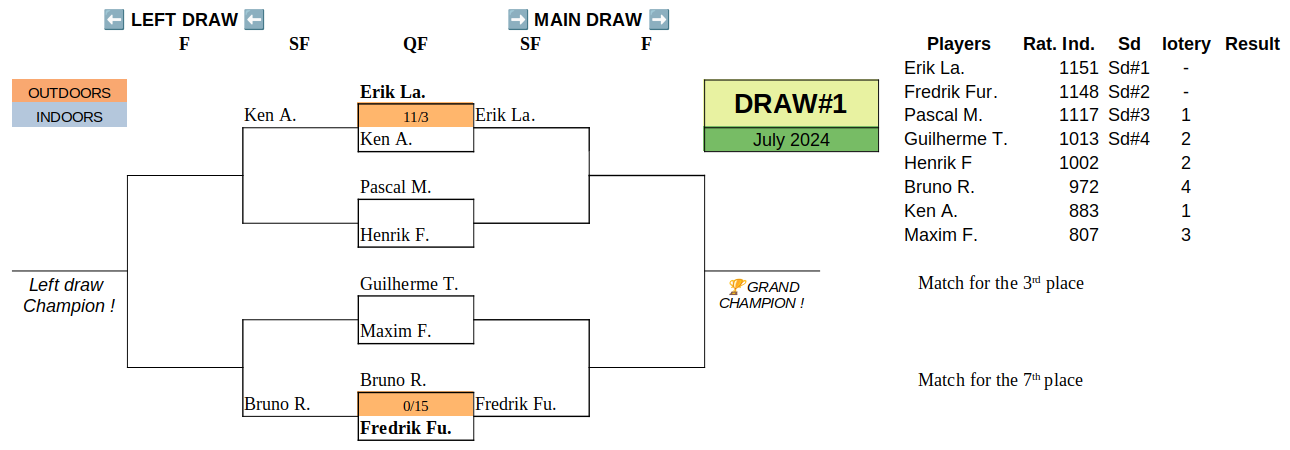 ⬅ LEFT DRAW ⬅ ➡ MAIN DRAW ➡
F SF QF SF F
Players Rat. Ind. Sd lotery Result
Erik La. 1151 Sd#1 -
Fredrik Fur. 1148 Sd#2 -
Pascal M. 1117 Sd#3 1
Guilherme T. 1013 Sd#4 2
Henrik F 1002 2
Bruno R. 972 4
Ken A. 883 1
Maxim F. 807 3
OUTDOORS
INDOORS
Erik La.
Ken A. 11/3 Erik La.
Ken A.
DRAW#1
July 2024
Pascal M.
Henrik F.
Guilherme T.
Maxim F.
Left draw
Champion !
🏆GRAND
CHAMPION !
Match for the 3rd place
Bruno R.
Bruno R. 0/15 Fredrik Fu.
Fredrik Fu.
Match for the 7th place